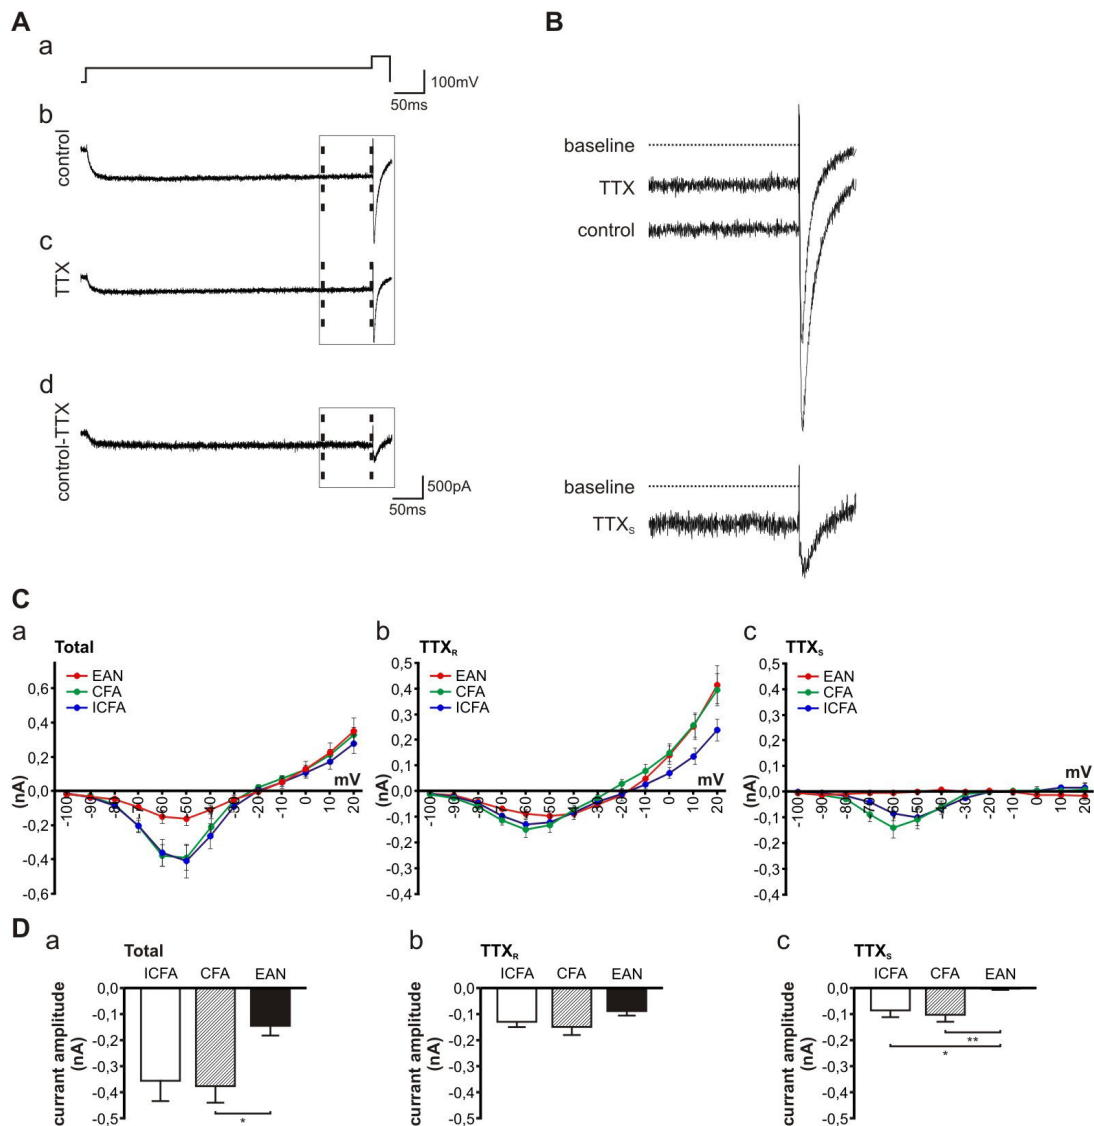 A
B
a
100mV
50ms
b
control
baseline
TTX
control
c
TTX
d
control-TTX
500pA
50ms
baseline
TTXS
C
a
Total
EAN
CFA
ICFA
0,6
0,4
0,2
0,0
-0,2
-0,4
-0,6
(nA)
mV
-100 -90 -80 -70 -60 -50 -40 -30 -20 -10 0 10 20
b
TTXR
EAN
CFA
ICFA
0,5
0,4
0,3
0,2
0,1
0,0
-0,1
-0,2
-0,3
-0,4
(nA)
mV
-100 -90 -80 -70 -60 -50 -40 -30 -20 -10 0 10 20
c
TTXS
EAN
CFA
ICFA
0,5
0,4
0,3
0,2
0,1
0,0
-0,1
-0,2
-0,3
-0,4
(nA)
mV
-100 -90 -80 -70 -60 -50 -40 -30 -20 -10 0 10 20
D
a
Total
ICFA CFA EAN
0,0
-0,1
-0,2
-0,3
-0,4
-0,5
currant amplitude
(nA)
*
b
TTXR
ICFA CFA EAN
0,0
-0,1
-0,2
-0,3
-0,4
-0,5
currant amplitude
(nA)
c
TTXS
ICFA CFA EAN
0,0
-0,1
-0,2
-0,3
-0,4
-0,5
currant amplitude
(nA)
**
*